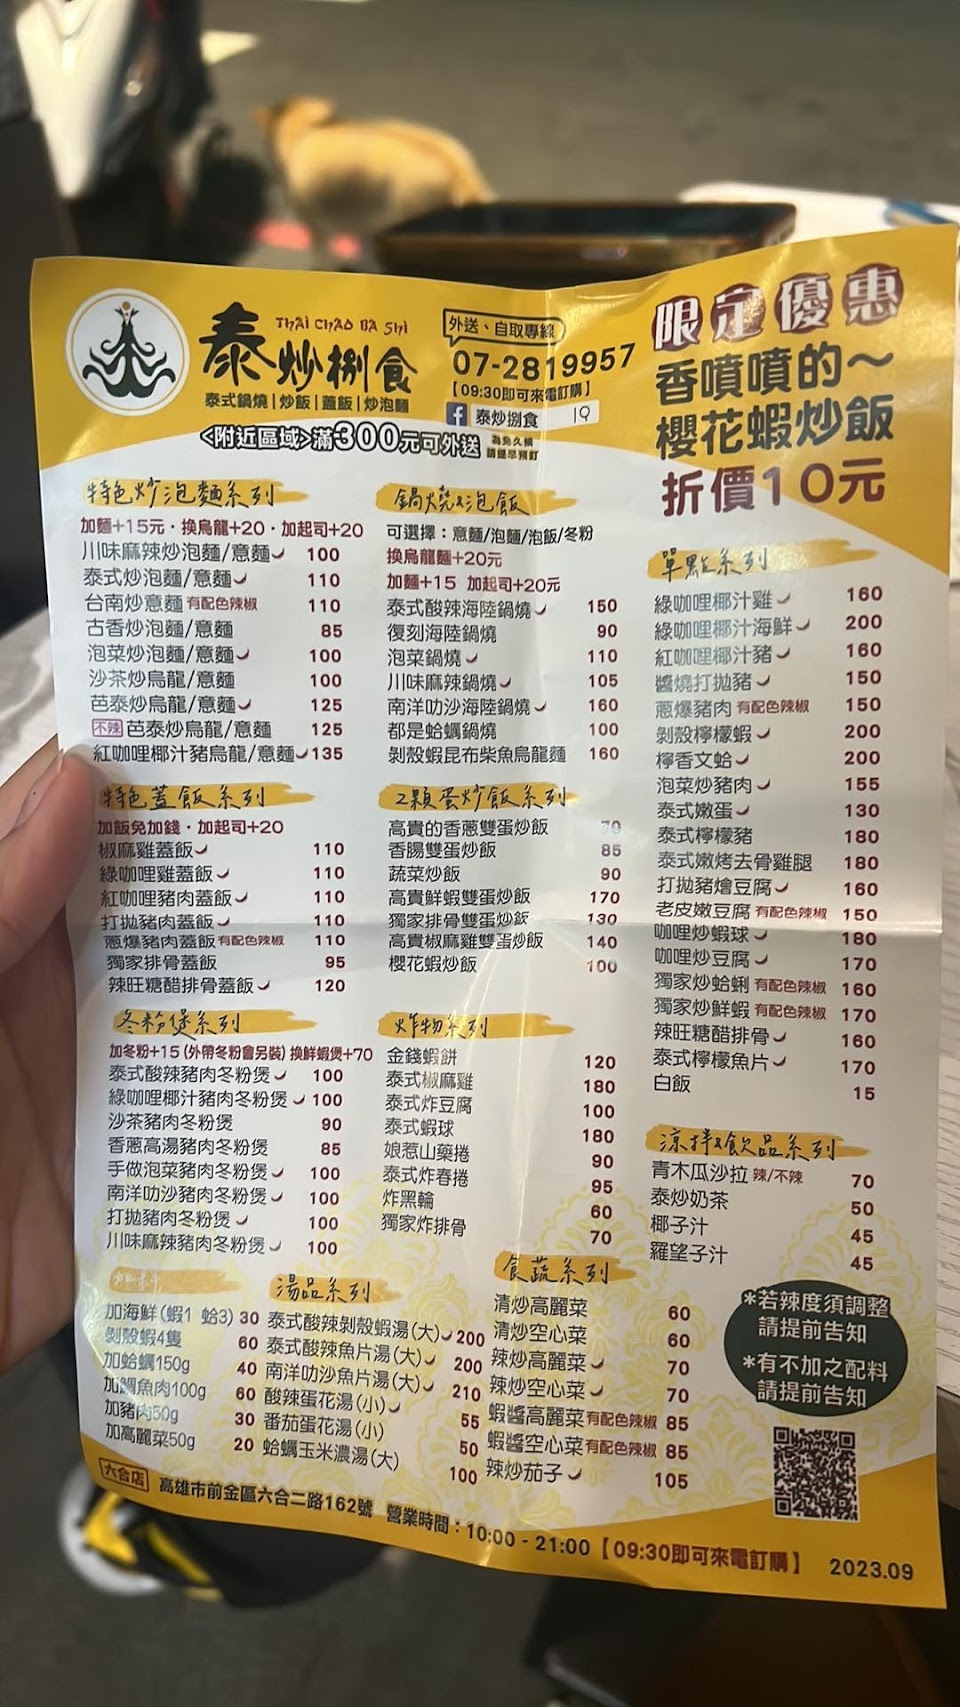 泰炒捌食
THAI CHAO BA SHI
泰式鍋燒|炒飯|蓋飯|炒泡麵
<附近區域>滿300元可外送
為免久候
請提早預訂
外送、自取專線
07-2819957
【09:30即可來電訂購】
泰炒捌食
19
限定優惠
香噴噴的～
櫻花蝦炒飯
折價10元
特色炒泡麵系列
加麵+15元・換烏龍+20・加起司+20
川味麻辣炒泡麵/意麵 100
泰式炒泡麵/意麵 110
台南炒意麵 有配色辣椒 110
古香炒泡麵/意麵 85
泡菜炒泡麵/意麵 100
沙茶炒烏龍/意麵 100
芭泰炒烏龍/意麵 125
不辣 芭泰炒烏龍/意麵 125
紅咖哩椰汁豬烏龍/意麵 135
特色蓋飯系列
加飯免加錢・加起司+20
椒麻雞蓋飯 110
綠咖哩雞蓋飯 110
紅咖哩豬肉蓋飯 110
打拋豬肉蓋飯 110
蔥爆豬肉蓋飯 有配色辣椒 110
獨家排骨蓋飯 95
辣旺糖醋排骨蓋飯 120
冬粉煲系列
加冬粉+15(外帶冬粉會另裝) 換鮮蝦煲+70
泰式酸辣豬肉冬粉煲 100
綠咖哩椰汁豬肉冬粉煲 100
沙茶豬肉冬粉煲 90
香蔥高湯豬肉冬粉煲 85
手做泡菜豬肉冬粉煲 100
南洋叻沙豬肉冬粉煲 100
打拋豬肉冬粉煲 100
川味麻辣豬肉冬粉煲 100
鍋燒&泡飯
可選擇：意麵/泡麵/泡飯/冬粉
換烏龍麵+20元
加麵+15 加起司+20元
泰式酸辣海陸鍋燒 150
復刻海陸鍋燒 90
泡菜鍋燒 110
川味麻辣鍋燒 105
南洋叻沙海陸鍋燒 160
都是蛤蠣鍋燒 100
剝殼蝦昆布柴魚烏龍麵 160
2顆蛋炒飯系列
高貴的香蔥雙蛋炒飯 70
香腸雙蛋炒飯 85
蔬菜炒飯 90
高貴鮮蝦雙蛋炒飯 170
獨家排骨雙蛋炒飯 130
高貴椒麻雞雙蛋炒飯 140
櫻花蝦炒飯 100
炸物系列
金錢蝦餅 120
泰式椒麻雞 180
泰式炸豆腐 100
泰式蝦球 180
娘惹山藥捲 90
泰式炸春捲 95
炸黑輪 60
獨家炸排骨 70
單點系列
綠咖哩椰汁雞 160
綠咖哩椰汁海鮮 200
紅咖哩椰汁豬 160
醬燒打拋豬 150
蔥爆豬肉 有配色辣椒 150
剝殼檸檬蝦 200
檸香文蛤 200
泡菜炒豬肉 155
泰式嫩蛋 130
泰式檸檬豬 180
泰式嫩烤去骨雞腿 180
打拋豬燴豆腐 160
老皮嫩豆腐 有配色辣椒 150
咖哩炒蝦球 180
咖哩炒豆腐 170
獨家炒蛤蜊 有配色辣椒 160
獨家炒鮮蝦 有配色辣椒 170
辣旺糖醋排骨 160
泰式檸檬魚片 170
白飯 15
涼拌&飲品系列
青木瓜沙拉 辣/不辣 70
泰炒奶茶 50
椰子汁 45
羅望子汁 45
加海鮮(蝦1 蛤3) 30
剝殼蝦4隻 60
加蛤蠣150g 40
加鯛魚肉100g 60
加豬肉50g 30
加高麗菜50g 20
湯品系列
泰式酸辣剝殼蝦湯(大) 200
泰式酸辣魚片湯(大) 200
南洋叻沙魚片湯(大) 210
酸辣蛋花湯(小) 55
番茄蛋花湯(小) 50
蛤蠣玉米濃湯(大) 100
食蔬系列
清炒高麗菜 60
清炒空心菜 60
辣炒高麗菜 70
辣炒空心菜 70
蝦醬高麗菜 有配色辣椒 85
蝦醬空心菜 有配色辣椒 85
辣炒茄子 105
*若辣度須調整
請提前告知
*有不加之配料
請提前告知
六合店 高雄市前金區六合二路162號 營業時間：10:00 - 21:00【09:30即可來電訂購】 2023.09